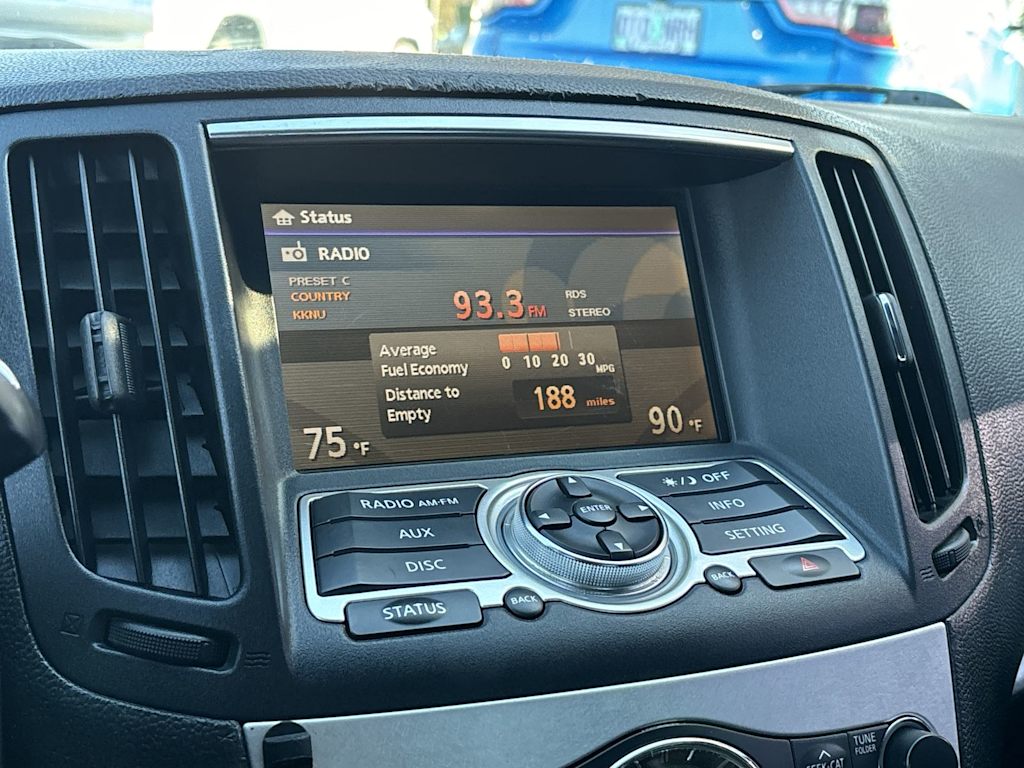 Status
RADIO
PRESET C
COUNTRY
KKNU
93.3 FM
RDS
STEREO
Average
Fuel Economy
0 10 20 30 MPG
Distance to
Empty
188 miles
75 °F
90 °F
RADIO AM·FM
AUX
DISC
STATUS
BACK
ENTER
OFF
INFO
SETTING
BACK
SEEK·CAT
TUNE
FOLDER